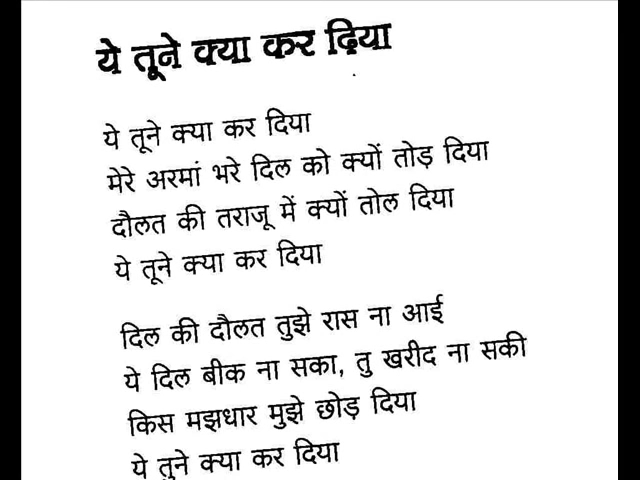 ये तूने क्या कर दिया
ये तूने क्या कर दिया
मेरे अरमां भरे दिल को क्यों तोड़ दिया
दौलत की तराजू में क्यों तोल दिया
ये तूने क्या कर दिया
दिल की दौलत तुझे रास ना आई
ये दिल बीक ना सका, तु खरीद ना सकी
किस मझधार मुझे छोड़ दिया
ये तुने क्या कर दिया